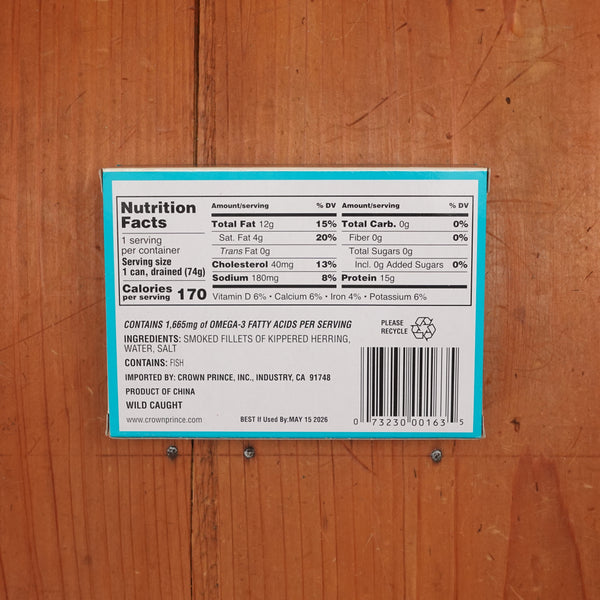 Nutrition
Facts
1 serving
per container
Serving size
1 can, drained (74g)
Calories
per serving 170
Amount/serving % DV
Total Fat 12g 15%
Sat. Fat 4g 20%
Trans Fat 0g
Cholesterol 40mg 13%
Sodium 180mg 8%
Amount/serving % DV
Total Carb. 0g 0%
Fiber 0g 0%
Total Sugars 0g
Incl. 0g Added Sugars 0%
Protein 15g
Vitamin D 6% • Calcium 6% • Iron 4% • Potassium 6%
CONTAINS 1,665mg of OMEGA-3 FATTY ACIDS PER SERVING
INGREDIENTS: SMOKED FILLETS OF KIPPERED HERRING,
WATER, SALT
CONTAINS: FISH
IMPORTED BY: CROWN PRINCE, INC., INDUSTRY, CA 91748
PRODUCT OF CHINA
WILD CAUGHT
www.crownprince.com
BEST If Used By:MAY 15 2026
PLEASE
RECYCLE
0 73230 00163 5